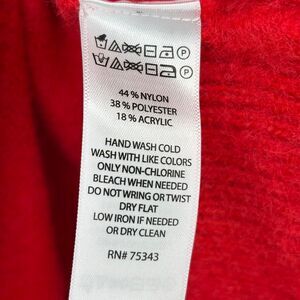 44 % NYLON
38 % POLYESTER
18 % ACRYLIC
HAND WASH COLD
WASH WITH LIKE COLORS
ONLY NON-CHLORINE
BLEACH WHEN NEEDED
DO NOT WRING OR TWIST
DRY FLAT
LOW IRON IF NEEDED
OR DRY CLEAN
RN# 75343